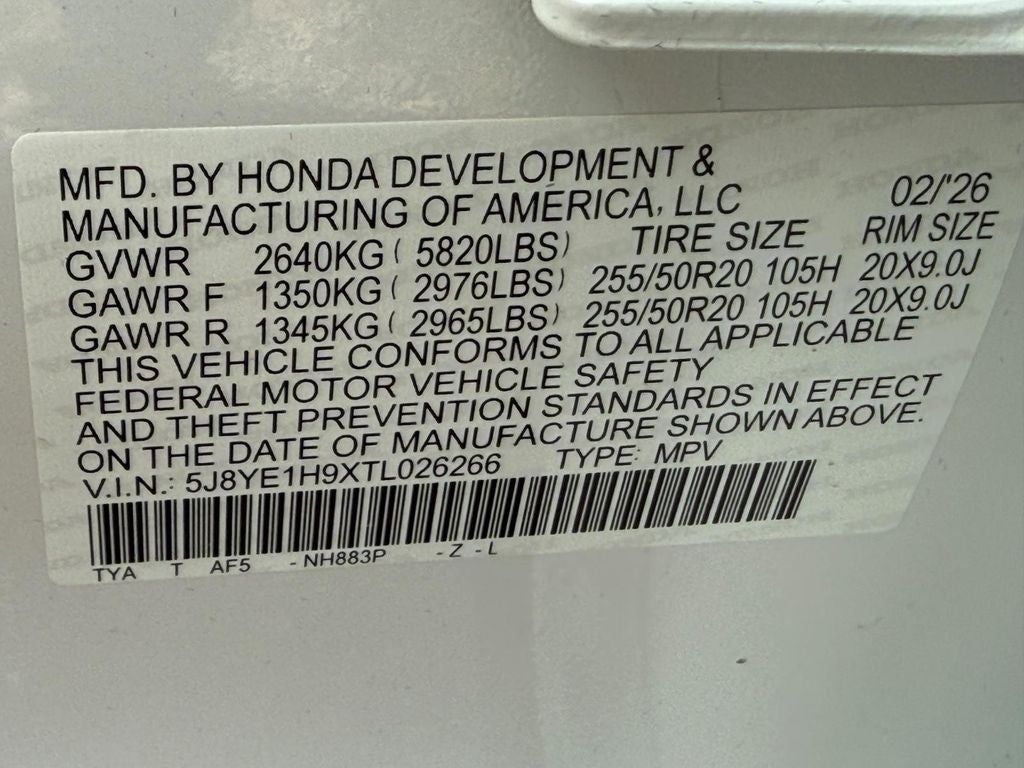 MFD. BY HONDA DEVELOPMENT &
MANUFACTURING OF AMERICA, LLC 02/'26
GVWR 2640KG ( 5820LBS) TIRE SIZE RIM SIZE
GAWR F 1350KG ( 2976LBS) 255/50R20 105H 20X9.0J
GAWR R 1345KG ( 2965LBS) 255/50R20 105H 20X9.0J
THIS VEHICLE CONFORMS TO ALL APPLICABLE
FEDERAL MOTOR VEHICLE SAFETY
AND THEFT PREVENTION STANDARDS IN EFFECT
ON THE DATE OF MANUFACTURE SHOWN ABOVE.
V.I.N.: 5J8YE1H9XTL026266 TYPE: MPV
TYA T AF5 - NH883P - Z - L